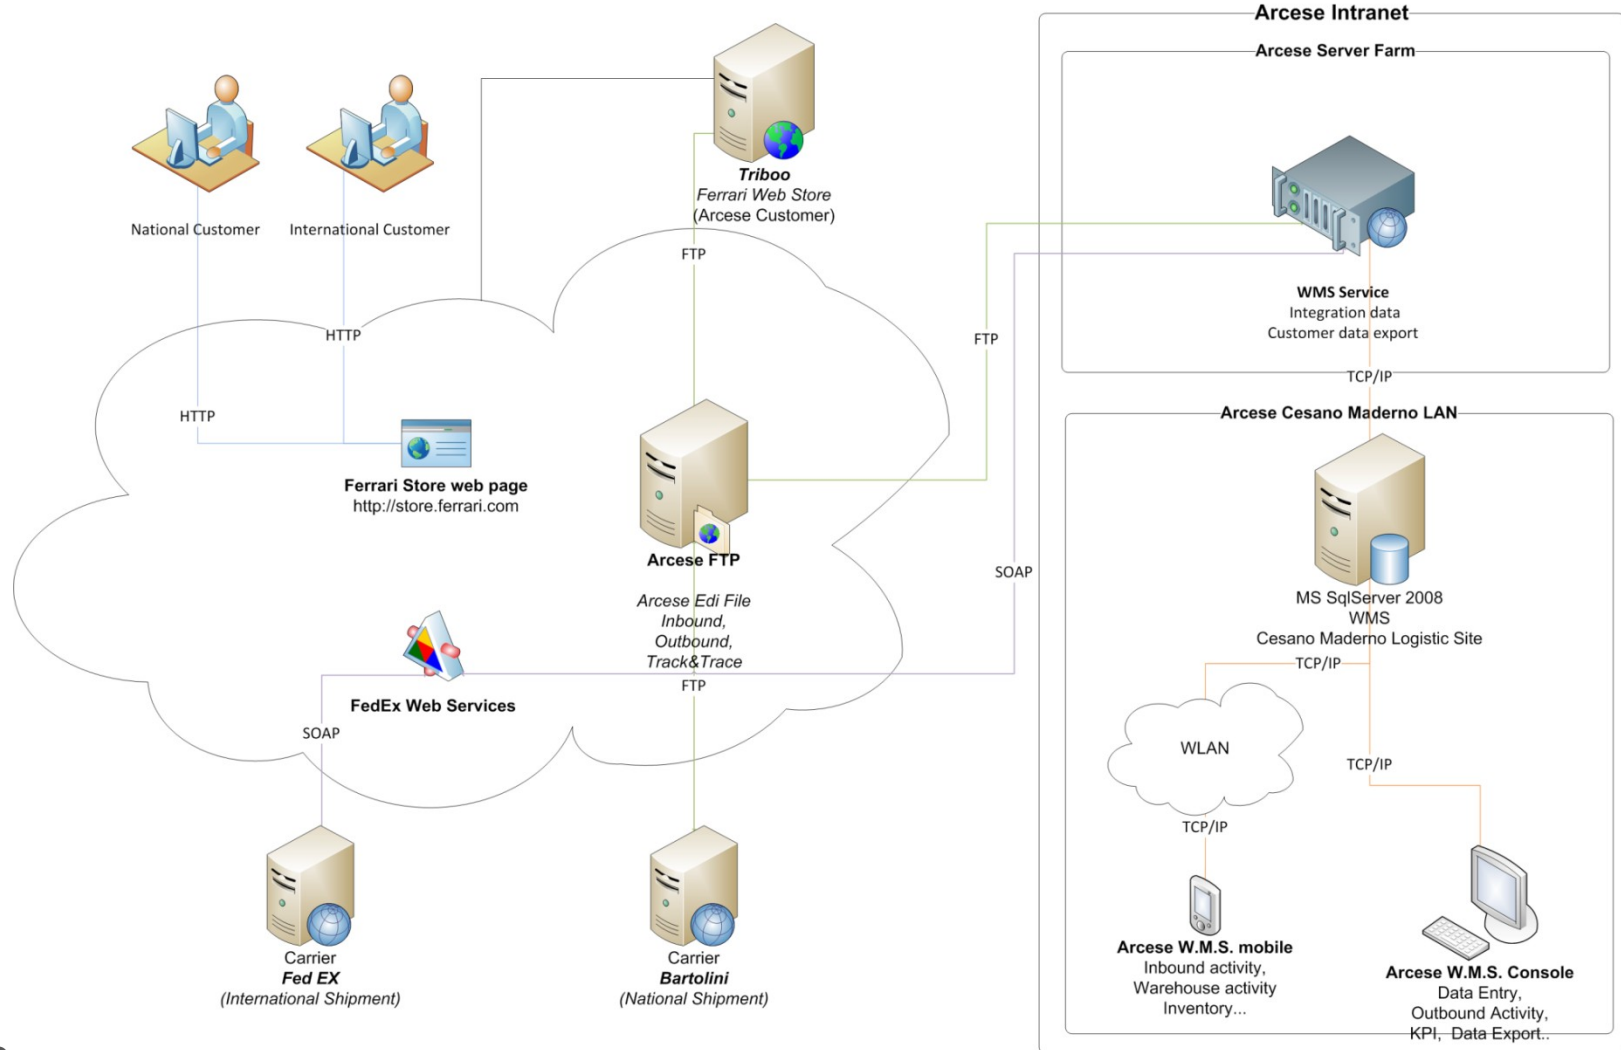 Arcese Intranet
Arcese Server Farm
Triboo
Ferrari Web Store
(Arcese Customer)
National Customer
International Customer
FTP
WMS Service
Integration data
Customer data export
HTTP
FTP
TCP/IP
HTTP
Arcese Cesano Maderno LAN
Ferrari Store web page
http://store.ferrari.com
Arcese FTP
Arcese Edi File
Inbound,
Outbound,
Track&Trace
SOAP
MS SqlServer 2008
WMS
Cesano Maderno Logistic Site
TCP/IP
FTP
FedEx Web Services
SOAP
WLAN
TCP/IP
TCP/IP
Carrier
Fed EX
(International Shipment)
Carrier
Bartolini
(National Shipment)
Arcese W.M.S. mobile
Inbound activity,
Warehouse activity
Inventory...
Arcese W.M.S. Console
Data Entry,
Outbound Activity,
KPI, Data Export..